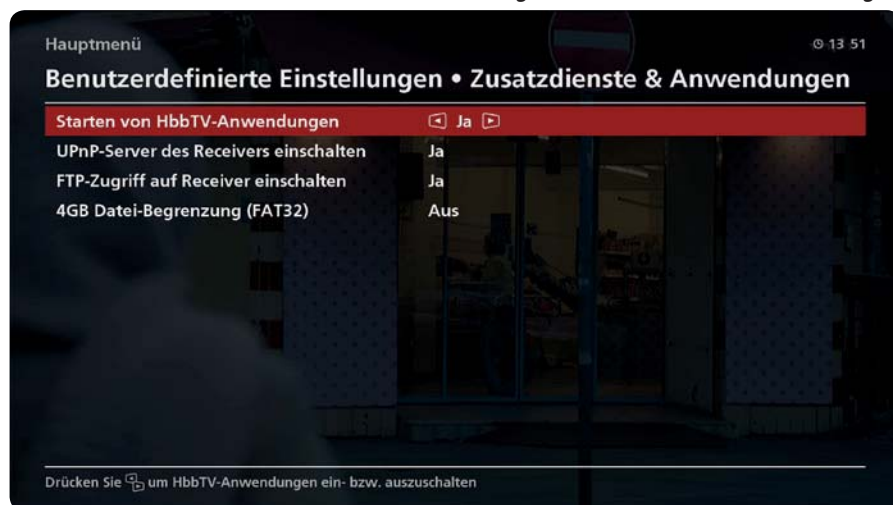 Hauptmenü
13 51
Benutzerdefinierte Einstellungen • Zusatzdienste & Anwendungen
Starten von HbbTV-Anwendungen Ja
UPnP-Server des Receivers einschalten Ja
FTP-Zugriff auf Receiver einschalten Ja
4GB Datei-Begrenzung (FAT32) Aus
Drücken Sie um HbbTV-Anwendungen ein- bzw. auszuschalten